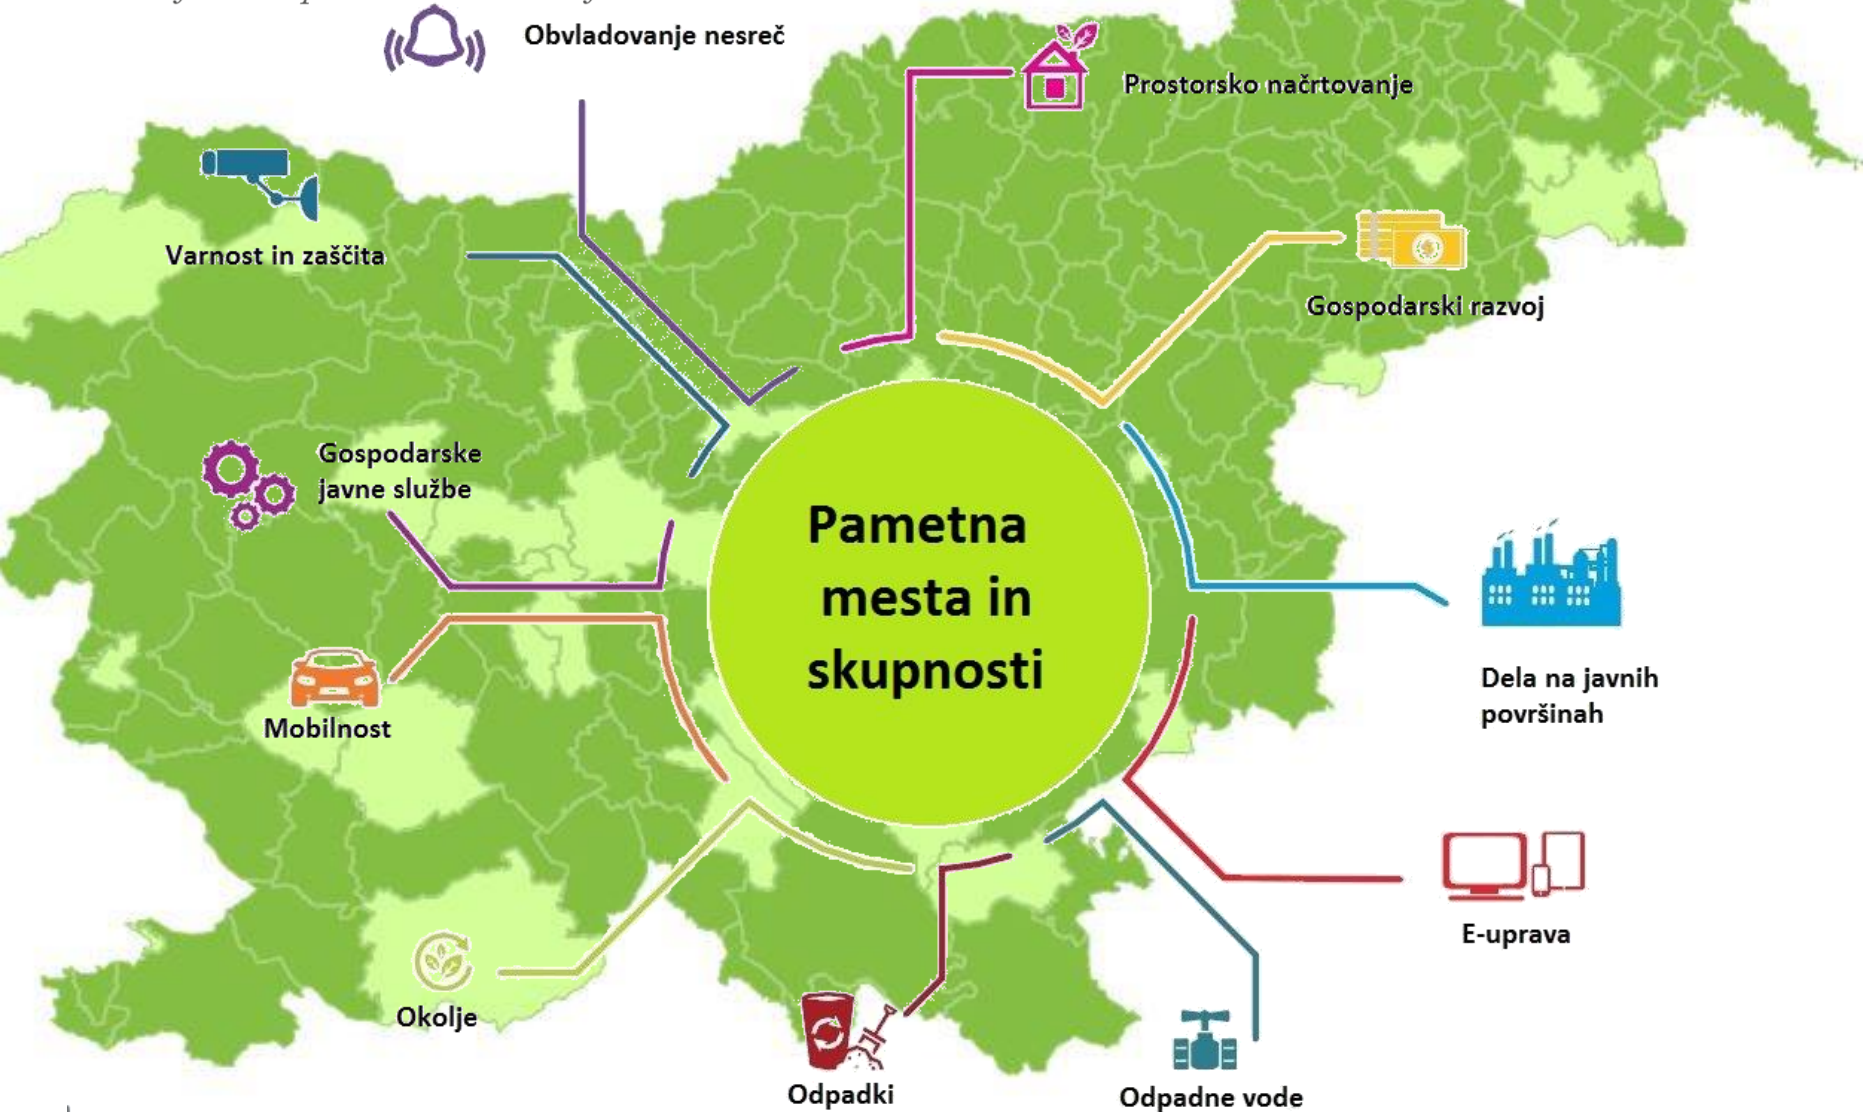 Obvladovanje nesreč
Prostorsko načrtovanje
Varnost in zaščita
Gospodarski razvoj
Gospodarske
javne službe
Pametna
mesta in
skupnosti
Dela na javnih
površinah
Mobilnost
E-uprava
Okolje
Odpadki
Odpadne vode